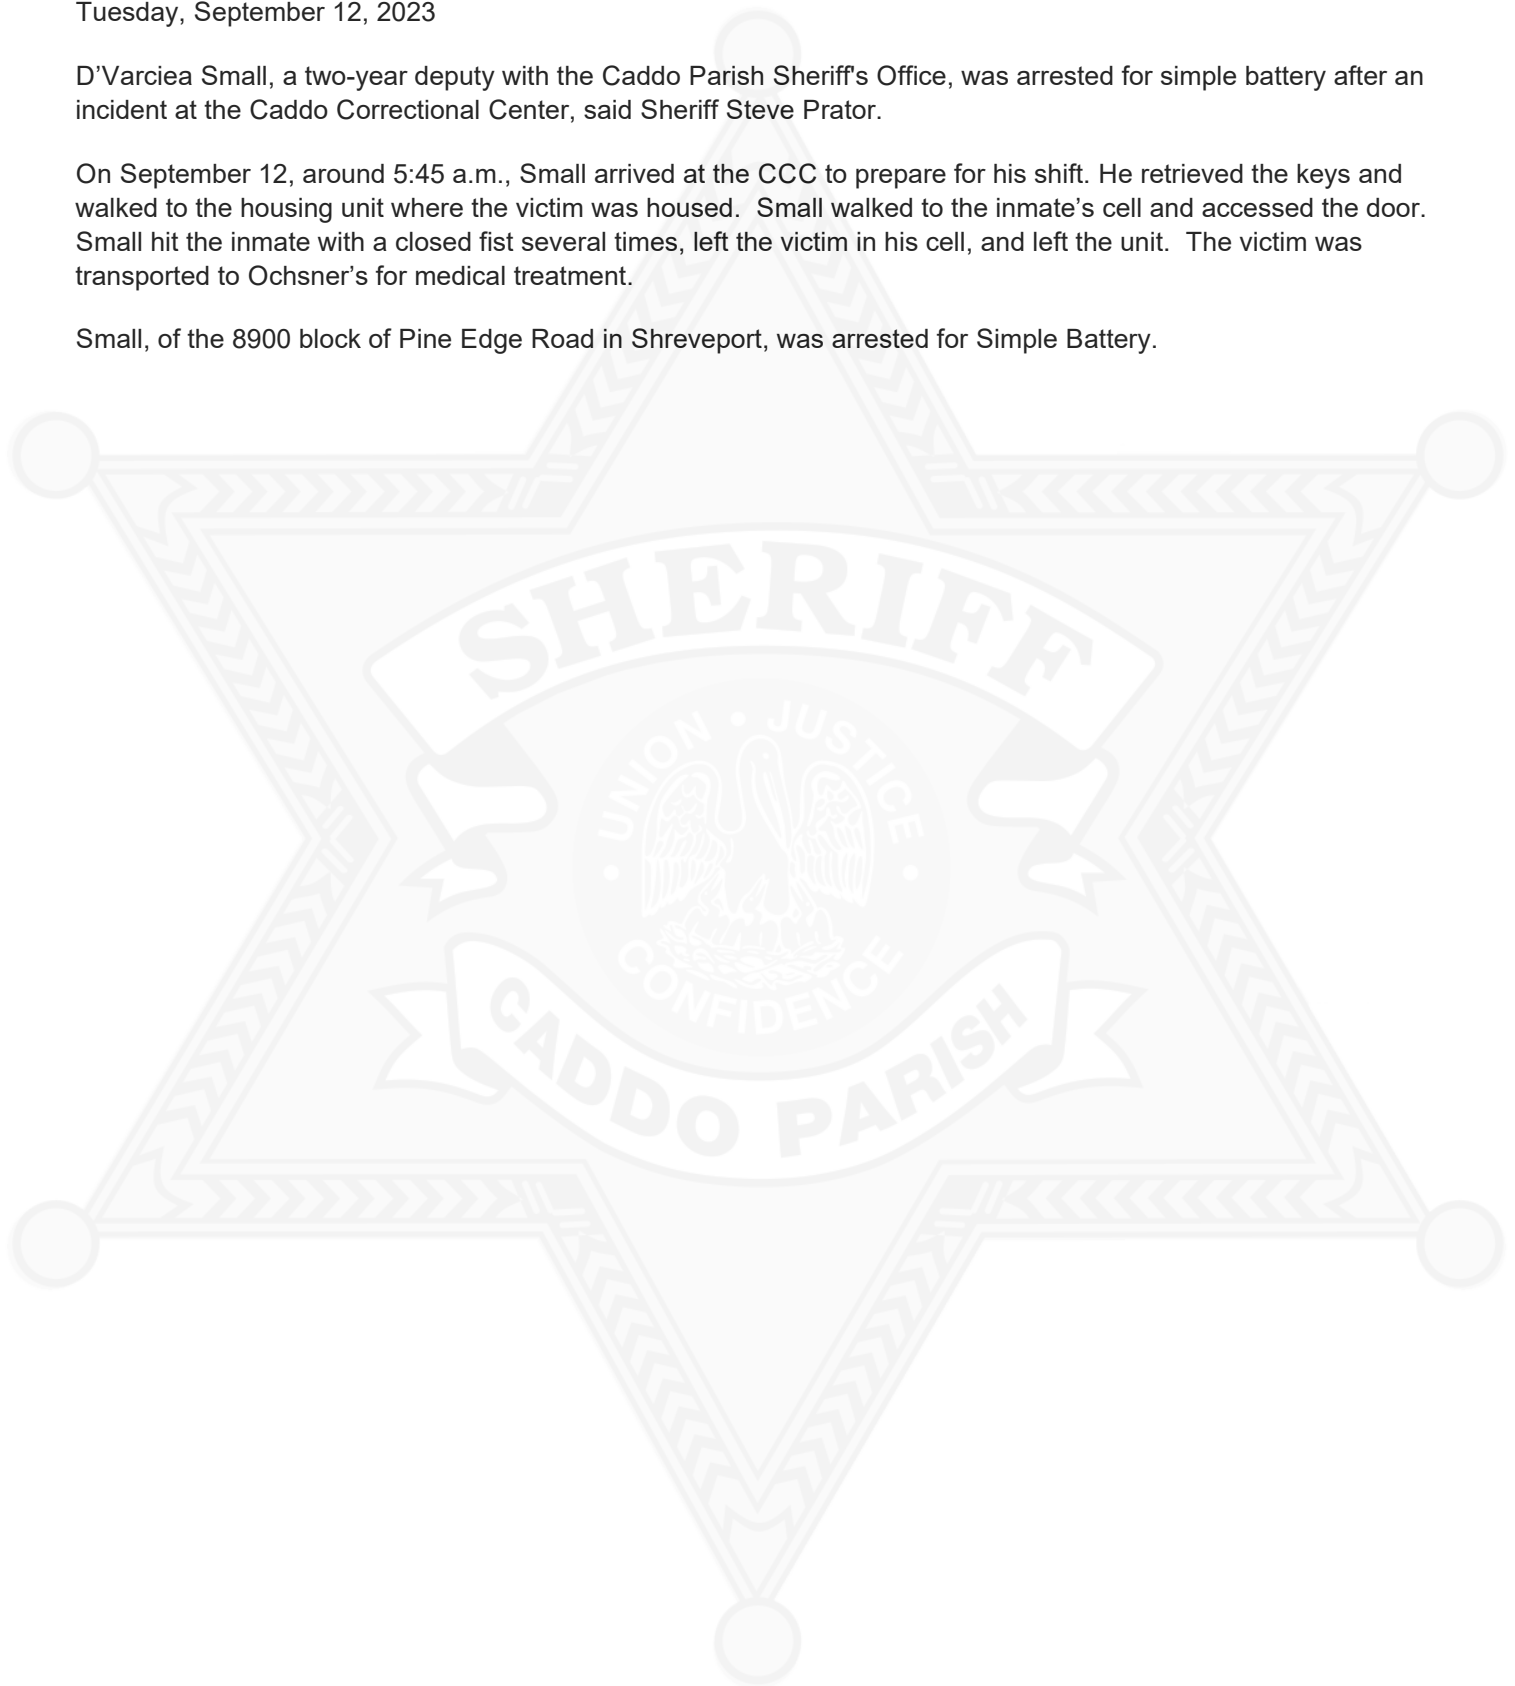 Tuesday, September 12, 2023
D’Varciea Small, a two-year deputy with the Caddo Parish Sheriff's Office, was arrested for simple battery after an
incident at the Caddo Correctional Center, said Sheriff Steve Prator.
On September 12, around 5:45 a.m., Small arrived at the CCC to prepare for his shift. He retrieved the keys and
walked to the housing unit where the victim was housed.  Small walked to the inmate’s cell and accessed the door.
Small hit the inmate with a closed fist several times, left the victim in his cell, and left the unit.  The victim was
transported to Ochsner’s for medical treatment.
Small, of the 8900 block of Pine Edge Road in Shreveport, was arrested for Simple Battery.
SHERIFF
UNION • JUSTICE
• CONFIDENCE •
CADDO PARISH